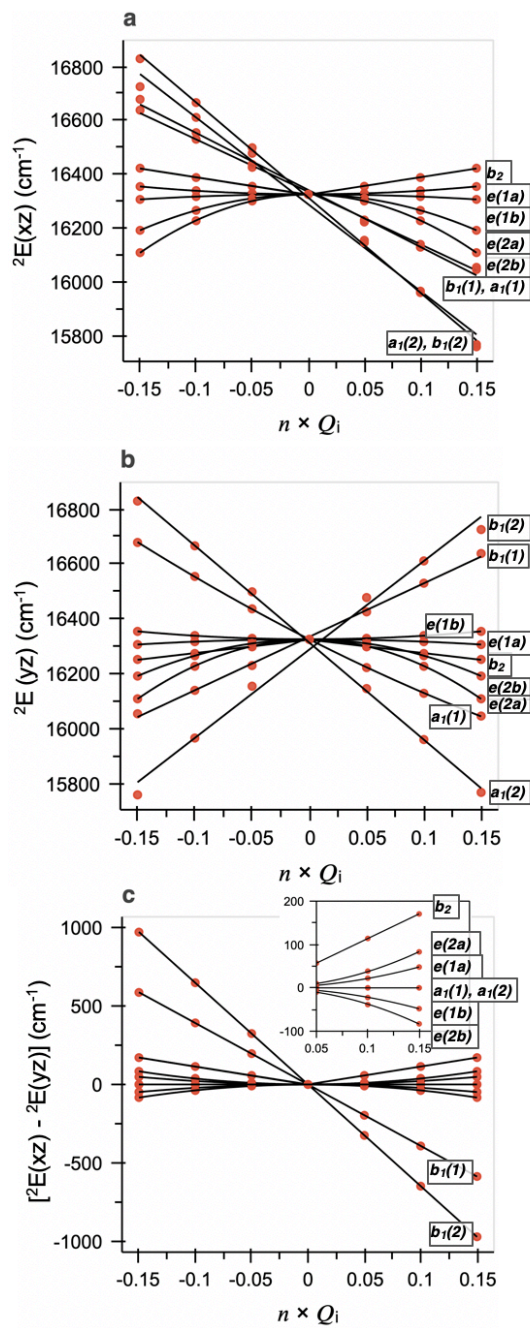 a
²E(xz) (cm⁻¹)
16800
16600
16400
16200
16000
15800
b₂
e(1a)
e(1b)
e(2a)
e(2b)
b₁(1), a₁(1)
a₁(2), b₁(2)
-0.15 -0.1 -0.05 0 0.05 0.1 0.15
n × Qᵢ
b
²E (yz) (cm⁻¹)
16800
16600
16400
16200
16000
15800
b₁(2)
b₁(1)
e(1b)
e(1a)
b₂
e(2b)
e(2a)
a₁(1)
a₁(2)
-0.15 -0.1 -0.05 0 0.05 0.1 0.15
n × Qᵢ
c
[²E(xz) - ²E(yz)] (cm⁻¹)
1000
500
0
-500
-1000
200
100
0
-100
0.05 0.1 0.15
b₂
e(2a)
e(1a)
a₁(1), a₁(2)
e(1b)
e(2b)
b₁(1)
b₁(2)
-0.15 -0.1 -0.05 0 0.05 0.1 0.15
n × Qᵢ